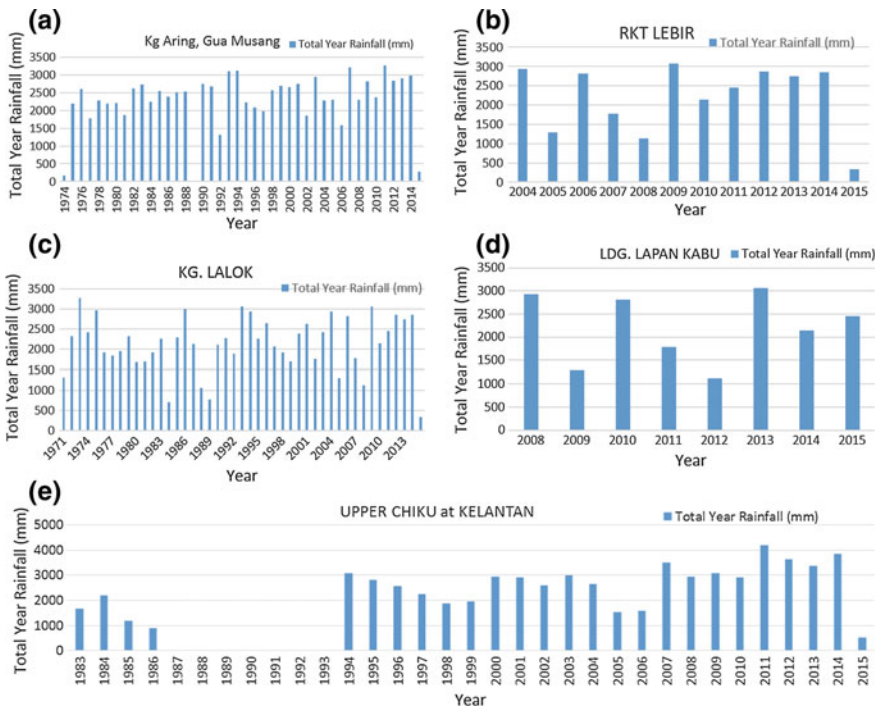 (a)
Kg Aring, Gua Musang
Total Year Rainfall (mm)
Total Year Rainfall (mm)
3500
3000
2500
2000
1500
1000
500
0
1974 1976 1978 1980 1982 1984 1986 1988 1990 1992 1994 1996 1998 2000 2002 2004 2006 2008 2010 2012 2014
Year
(b)
RKT LEBIR
Total Year Rainfall (mm)
Total Year Rainfall (mm)
3500
3000
2500
2000
1500
1000
500
0
2004 2005 2006 2007 2008 2009 2010 2011 2012 2013 2014 2015
Year
(c)
KG. LALOK
Total Year Rainfall (mm)
Total Year Rainfall (mm)
3500
3000
2500
2000
1500
1000
500
0
1971 1974 1977 1980 1983 1986 1989 1992 1995 1998 2001 2004 2007 2010 2013
Year
(d)
LDG. LAPAN KABU
Total Year Rainfall (mm)
Total Year Rainfall (mm)
3500
3000
2500
2000
1500
1000
500
0
2008 2009 2010 2011 2012 2013 2014 2015
Year
(e)
UPPER CHIKU at KELANTAN
Total Year Rainfall (mm)
Total Year Rainfall (mm)
5000
4000
3000
2000
1000
0
1983 1984 1985 1986 1987 1988 1989 1990 1991 1992 1993 1994 1995 1996 1997 1998 1999 2000 2001 2002 2003 2004 2005 2006 2007 2008 2009 2010 2011 2012 2013 2014 2015
Year